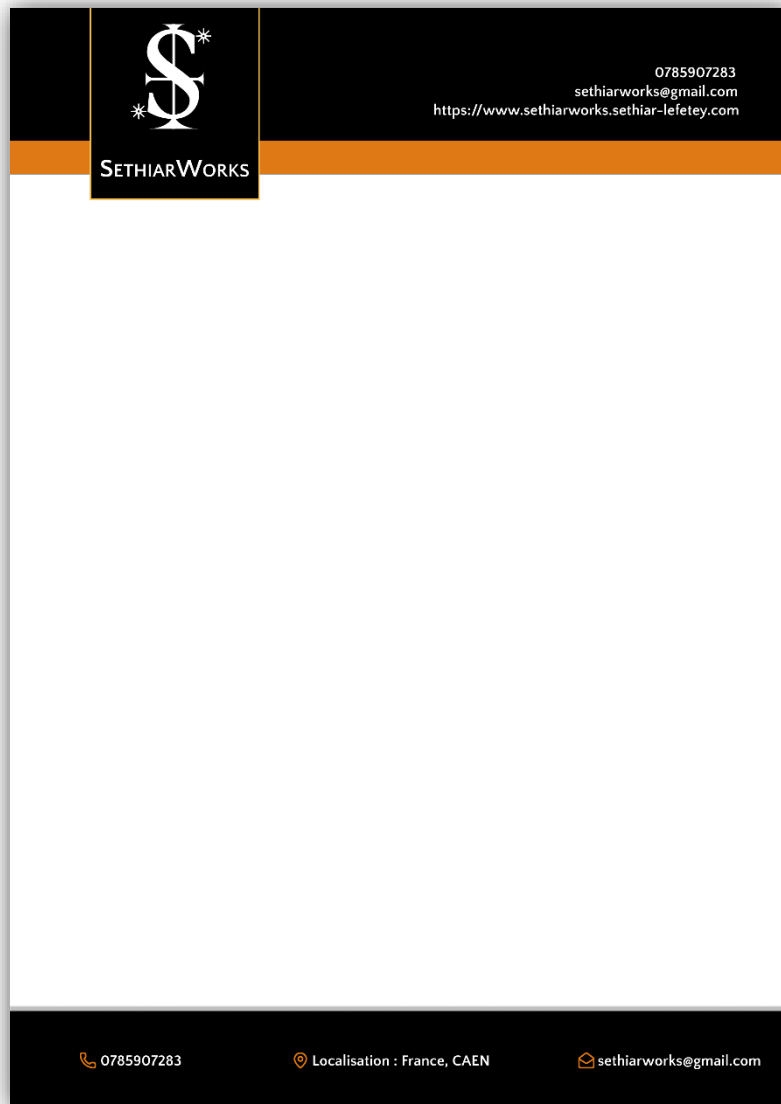 0785907283
sethiarworks@gmail.com
https://www.sethiarworks.sethiar-lefetey.com
SETHIARWORKS
0785907283
Localisation : France, CAEN
sethiarworks@gmail.com